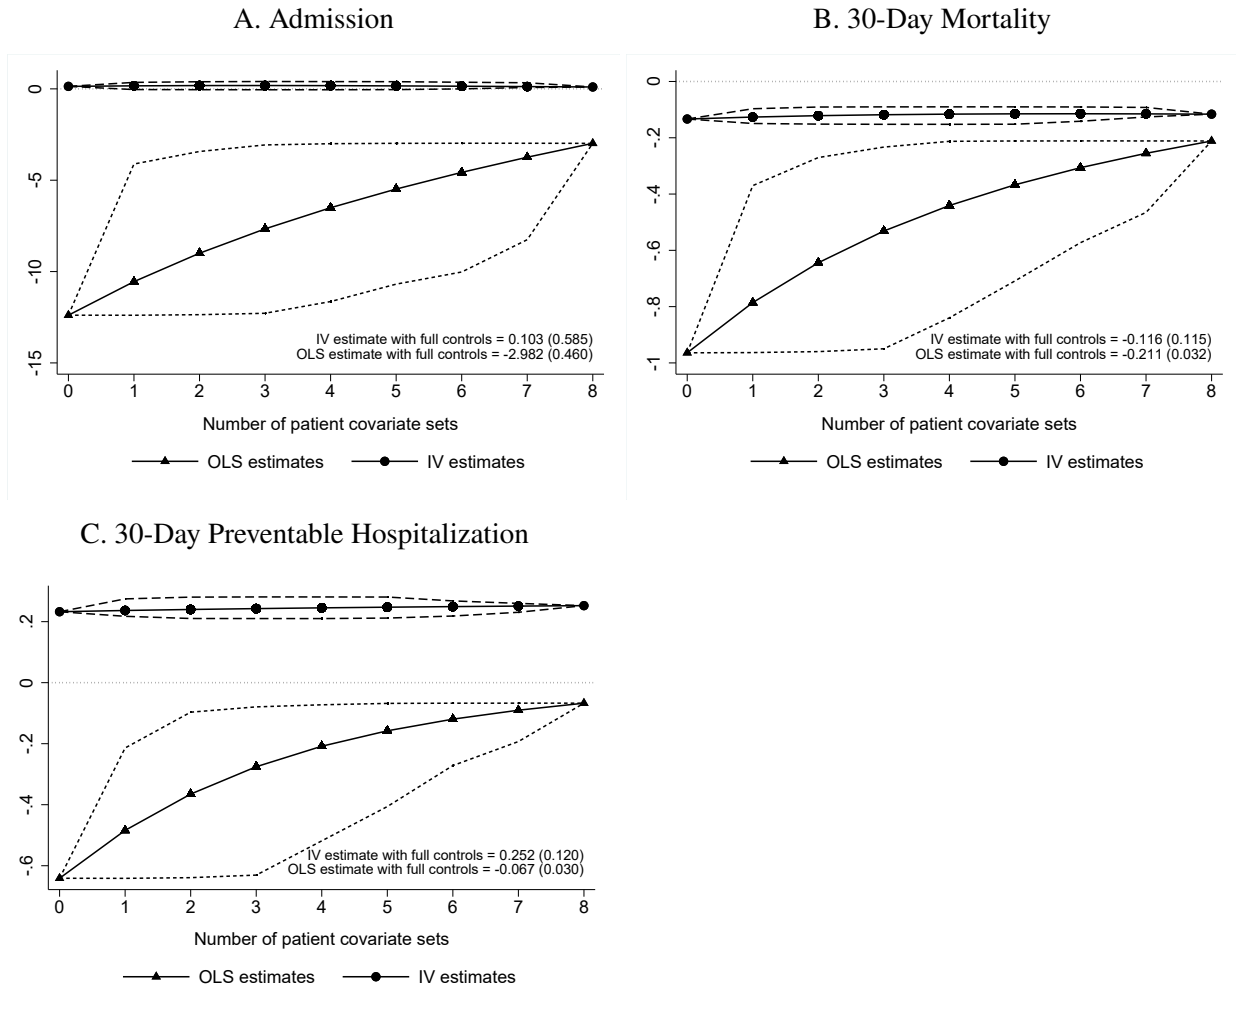 A. Admission
0
-5
-10
-15
IV estimate with full controls = 0.103 (0.585)
OLS estimate with full controls = -2.982 (0.460)
0 1 2 3 4 5 6 7 8
Number of patient covariate sets
OLS estimates IV estimates
B. 30-Day Mortality
0
-.2
-.4
-.6
-.8
-1
IV estimate with full controls = -0.116 (0.115)
OLS estimate with full controls = -0.211 (0.032)
0 1 2 3 4 5 6 7 8
Number of patient covariate sets
OLS estimates IV estimates
C. 30-Day Preventable Hospitalization
.2
0
-.2
-.4
-.6
IV estimate with full controls = 0.252 (0.120)
OLS estimate with full controls = -0.067 (0.030)
0 1 2 3 4 5 6 7 8
Number of patient covariate sets
OLS estimates IV estimates